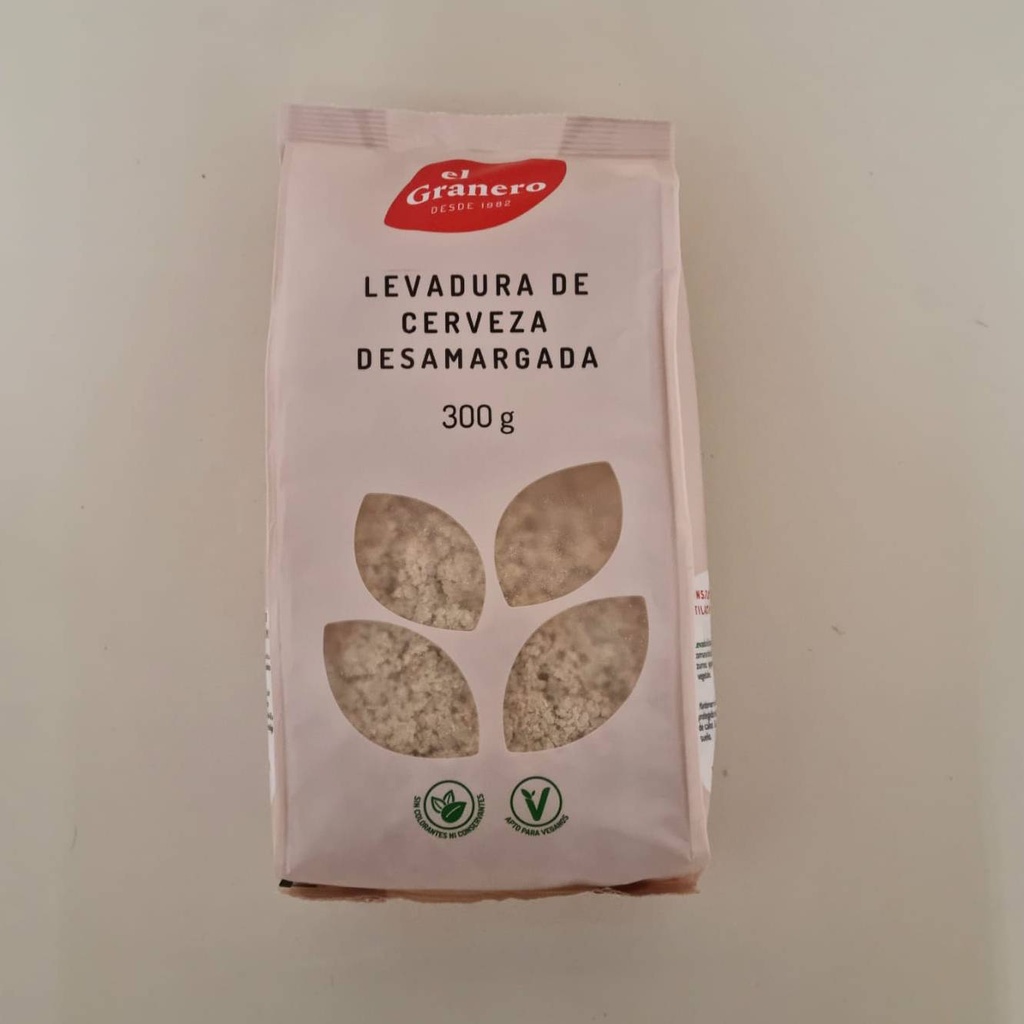 el
Granero
DESDE 1882
LEVADURA DE
CERVEZA
DESAMARGADA
300 g
SIN COLORANTES NI CONSERVANTES
APTO PARA VEGANOS